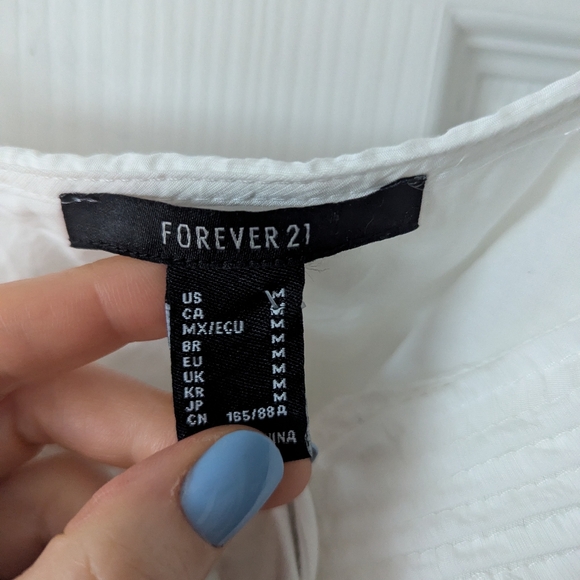 FOREVER 21
US M
CA M
MX/ECU M
BR M
EU M
UK M
KR M
JP M
CN 165/88A